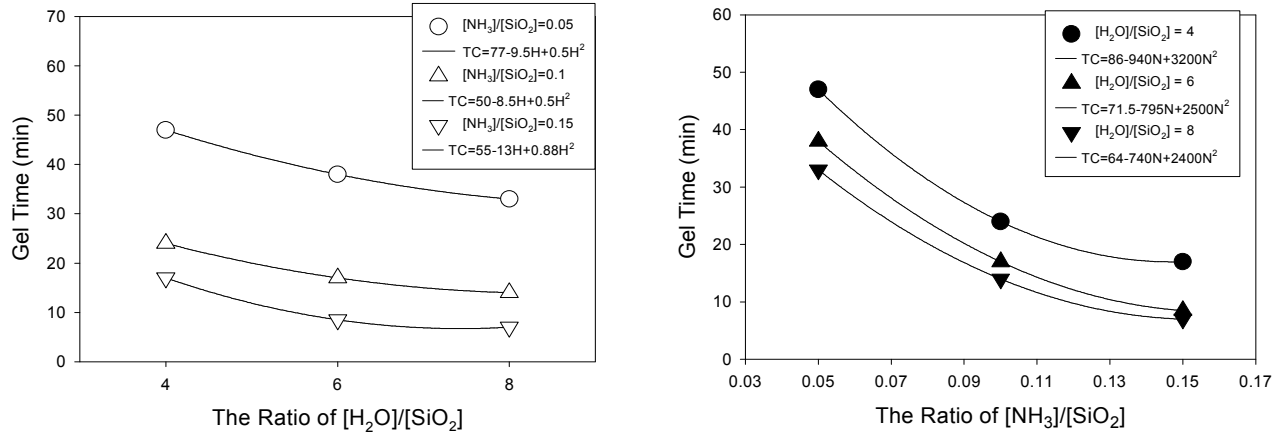 70
60
50
40
30
20
10
0
Gel Time (min)
4
6
8
The Ratio of [H₂O]/[SiO₂]
[NH₃]/[SiO₂]=0.05
TC=77-9.5H+0.5H²
[NH₃]/[SiO₂]=0.1
TC=50-8.5H+0.5H²
[NH₃]/[SiO₂]=0.15
TC=55-13H+0.88H²
60
50
40
30
20
10
0
Gel Time (min)
0.03
0.05
0.07
0.09
0.11
0.13
0.15
0.17
The Ratio of [NH₃]/[SiO₂]
[H₂O]/[SiO₂] = 4
TC=86-940N+3200N²
[H₂O]/[SiO₂] = 6
TC=71.5-795N+2500N²
[H₂O]/[SiO₂] = 8
TC=64-740N+2400N²